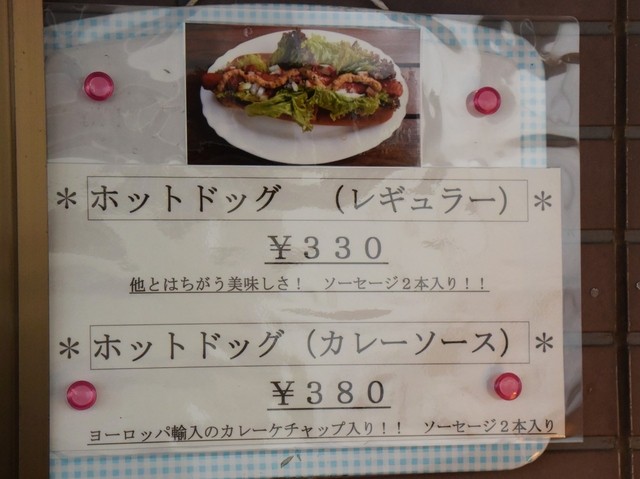 ＊ホットドッグ　（レギュラー）＊
￥３３０
他とはちがう美味しさ！　ソーセージ２本入り！！
＊ホットドッグ（カレーソース）＊
￥３８０
ヨーロッパ輸入のカレーケチャップ入り！！　ソーセージ２本入り